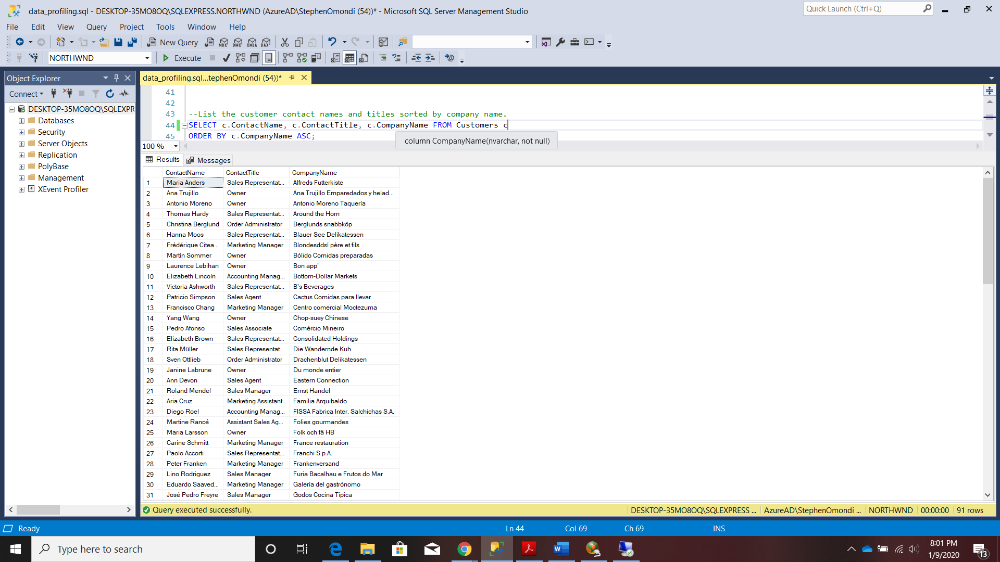 data_profiling.sql - DESKTOP-35MO8OQ\SQLEXPRESS.NORTHWND (AzureAD\StephenOmondi (54))* - Microsoft SQL Server Management Studio
Quick Launch (Ctrl+Q)
File Edit View Query Project Tools Window Help
New Query MDX DMX XMLA DAX
NORTHWND Execute
Object Explorer
data_profiling.sql...tephenOmondi (54))*
Connect
DESKTOP-35MO8OQ\SQLEXPR
Databases
Security
Server Objects
Replication
PolyBase
Management
XEvent Profiler
41
42
43 --List the customer contact names and titles sorted by company name.
44 SELECT c.ContactName, c.ContactTitle, c.CompanyName FROM Customers c
45 ORDER BY c.CompanyName ASC;
column CompanyName(nvarchar, not null)
100 %
Results Messages
ContactName ContactTitle CompanyName
1 Maria Anders Sales Representat... Alfreds Futterkiste
2 Ana Trujillo Owner Ana Trujillo Emparedados y helad...
3 Antonio Moreno Owner Antonio Moreno Taquería
4 Thomas Hardy Sales Representat... Around the Horn
5 Christina Berglund Order Administrator Berglunds snabbköp
6 Hanna Moos Sales Representat... Blauer See Delikatessen
7 Frédérique Citea... Marketing Manager Blondesddsl père et fils
8 Martín Sommer Owner Bólido Comidas preparadas
9 Laurence Lebihan Owner Bon app'
10 Elizabeth Lincoln Accounting Manag... Bottom-Dollar Markets
11 Victoria Ashworth Sales Representat... B's Beverages
12 Patricio Simpson Sales Agent Cactus Comidas para llevar
13 Francisco Chang Marketing Manager Centro comercial Moctezuma
14 Yang Wang Owner Chop-suey Chinese
15 Pedro Afonso Sales Associate Comércio Mineiro
16 Elizabeth Brown Sales Representat... Consolidated Holdings
17 Rita Müller Sales Representat... Die Wandernde Kuh
18 Sven Ottlieb Order Administrator Drachenblut Delikatessen
19 Janine Labrune Owner Du monde entier
20 Ann Devon Sales Agent Eastern Connection
21 Roland Mendel Sales Manager Ernst Handel
22 Aria Cruz Marketing Assistant Familia Arquibaldo
23 Diego Roel Accounting Manag... FISSA Fabrica Inter. Salchichas S.A.
24 Martine Rancé Assistant Sales Ag... Folies gourmandes
25 Maria Larsson Owner Folk och fä HB
26 Carine Schmitt Marketing Manager France restauration
27 Paolo Accorti Sales Representat... Franchi S.p.A.
28 Peter Franken Marketing Manager Frankenversand
29 Lino Rodriguez Sales Manager Furia Bacalhau e Frutos do Mar
30 Eduardo Saaved... Marketing Manager Galería del gastrónomo
31 José Pedro Freyre Sales Manager Godos Cocina Típica
Query executed successfully. DESKTOP-35MO8OQ\SQLEXPRESS ... AzureAD\StephenOmondi ... NORTHWND 00:00:00 91 rows
Ready Ln 44 Col 69 Ch 69 INS
Type here to search
8:01 PM
1/9/2020
13